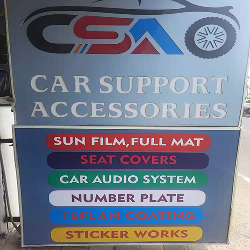 CSA
CAR SUPPORT
ACCESSORIES
SUN FILM, FULL MAT
SEAT COVERS
CAR AUDIO SYSTEM
NUMBER PLATE
TEFLAN COATING
STICKER WORKS